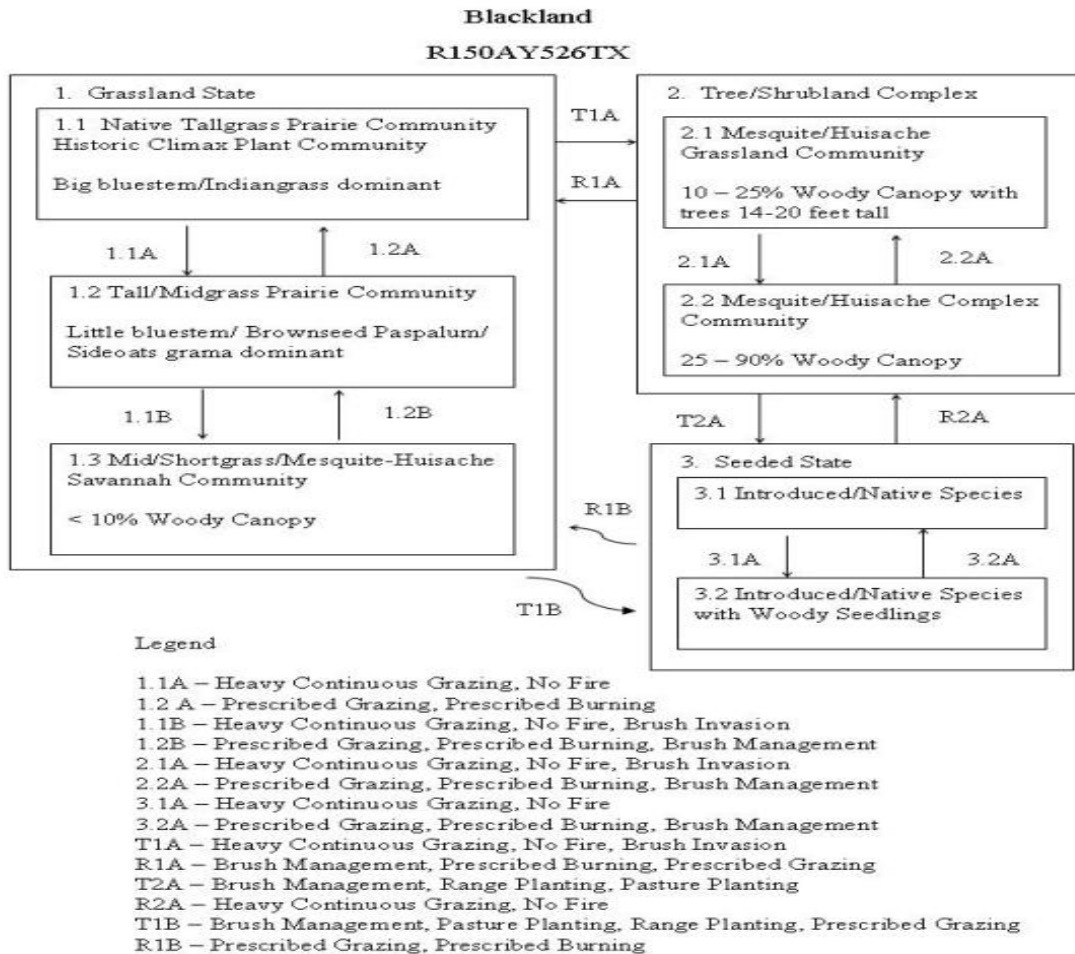 Blackland
R150AY526TX
1. Grassland State
1.1 Native Tallgrass Prairie Community
Historic Climax Plant Community
Big bluestem/Indiangrass dominant
1.1A
1.2A
1.2 Tall/Midgrass Prairie Community
Little bluestem/ Brownseed Paspalum/
Sideoats grama dominant
1.1B
1.2B
1.3 Mid/Shortgrass/Mesquite-Huisache
Savannah Community
< 10% Woody Canopy
T1A
R1A
2. Tree/Shrubland Complex
2.1 Mesquite/Huisache
Grassland Community
10 – 25% Woody Canopy with
trees 14-20 feet tall
2.1A
2.2A
2.2 Mesquite/Huisache Complex
Community
25 – 90% Woody Canopy
T2A
R2A
3. Seeded State
3.1 Introduced/Native Species
3.1A
3.2A
3.2 Introduced/Native Species
with Woody Seedlings
R1B
T1B
Legend
1.1A – Heavy Continuous Grazing, No Fire
1.2 A – Prescribed Grazing, Prescribed Burning
1.1B – Heavy Continuous Grazing, No Fire, Brush Invasion
1.2B – Prescribed Grazing, Prescribed Burning, Brush Management
2.1A – Heavy Continuous Grazing, No Fire, Brush Invasion
2.2A – Prescribed Grazing, Prescribed Burning, Brush Management
3.1A – Heavy Continuous Grazing, No Fire
3.2A – Prescribed Grazing, Prescribed Burning, Brush Management
T1A – Heavy Continuous Grazing, No Fire, Brush Invasion
R1A – Brush Management, Prescribed Burning, Prescribed Grazing
T2A – Brush Management, Range Planting, Pasture Planting
R2A – Heavy Continuous Grazing, No Fire
T1B – Brush Management, Pasture Planting, Range Planting, Prescribed Grazing
R1B – Prescribed Grazing, Prescribed Burning